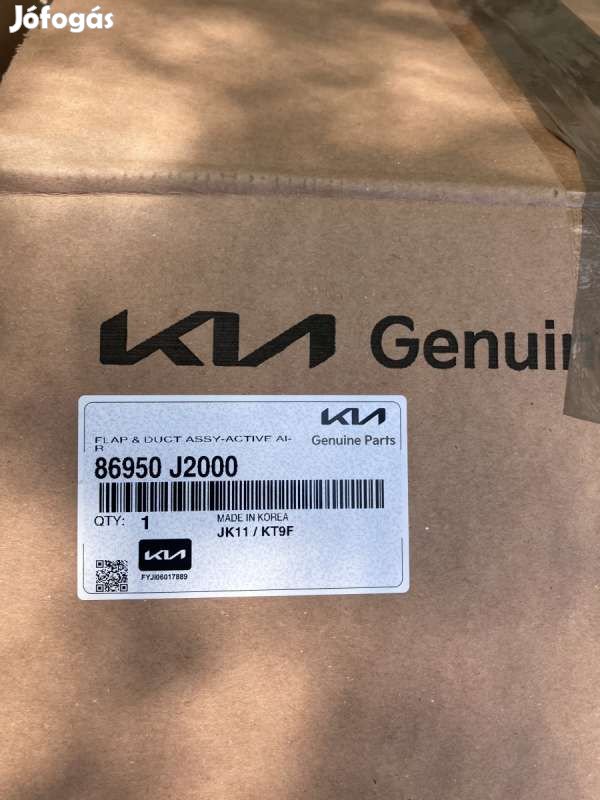 Jófogás
KIA Genuin
KIA
FLAP & DUCT ASSY-ACTIVE AI-
R
Genuine Parts
86950 J2000
QTY: 1
MADE IN KOREA
JK11 / KT9F
KIA
FYJI06017889